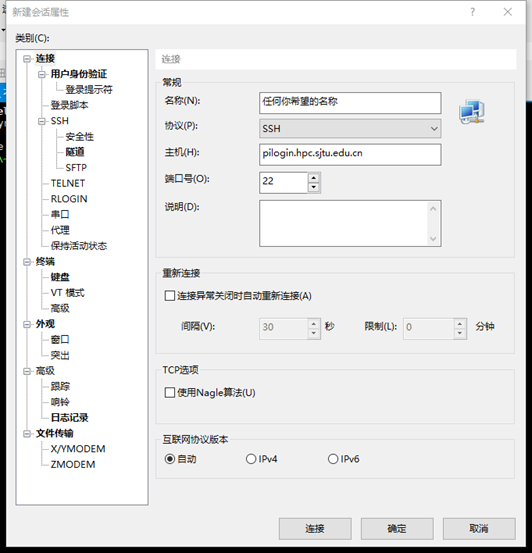 新建会话属性
?
类别(C):
连接
用户身份验证
登录提示符
登录脚本
SSH
安全性
隧道
SFTP
TELNET
RLOGIN
串口
代理
保持活动状态
终端
键盘
VT 模式
高级
外观
窗口
突出
高级
跟踪
响铃
日志记录
文件传输
X/YMODEM
ZMODEM
连接
常规
名称(N): 任何你希望的名称
协议(P): SSH
主机(H): pilogin.hpc.sjtu.edu.cn
端口号(O): 22
说明(D):
重新连接
连接异常关闭时自动重新连接(A)
间隔(V): 30 秒 限制(L): 0 分钟
TCP选项
使用Nagle算法(U)
互联网协议版本
自动 IPv4 IPv6
连接 确定 取消